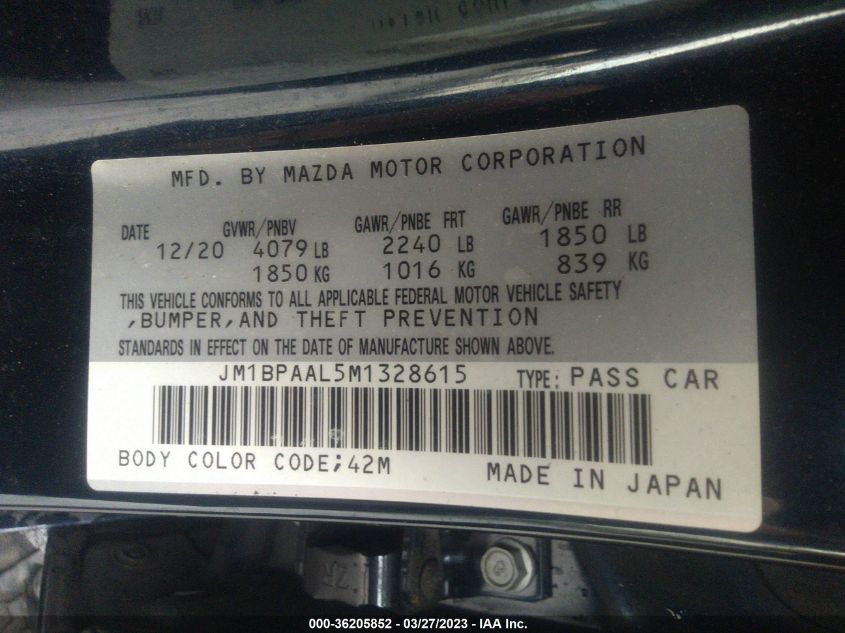 MFD. BY MAZDA MOTOR CORPORATION
DATE GVWR/PNBV GAWR/PNBE FRT GAWR/PNBE RR
12/20 4079 LB 2240 LB 1850 LB
1850 KG 1016 KG 839 KG
THIS VEHICLE CONFORMS TO ALL APPLICABLE FEDERAL MOTOR VEHICLE SAFETY
,BUMPER,AND THEFT PREVENTION
STANDARDS IN EFFECT ON THE DATE OF MANUFACTURE SHOWN ABOVE.
JM1BPAAL5M1328615 TYPE: PASS CAR
BODY COLOR CODE;42M
MADE IN JAPAN
000-36205852 - 03/27/2023 - IAA Inc.